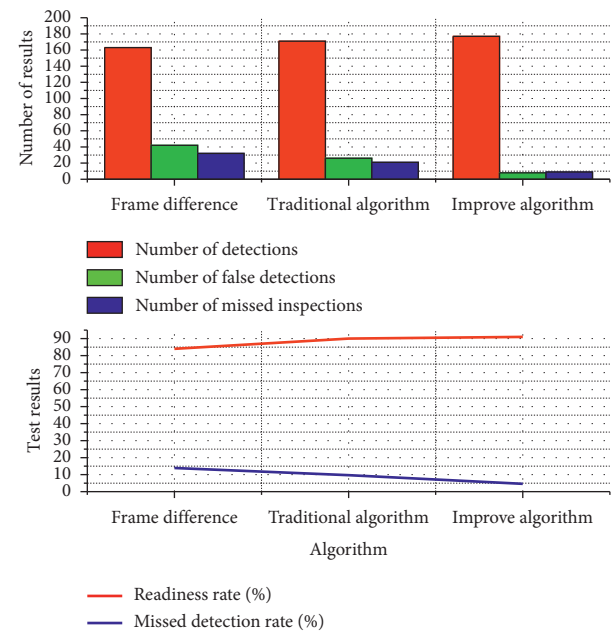 200
180
160
140
120
100
80
60
40
20
0
Number of results
Frame difference
Traditional algorithm
Improve algorithm
Number of detections
Number of false detections
Number of missed inspections
90
80
70
60
50
40
30
20
10
0
Test results
Frame difference
Traditional algorithm
Improve algorithm
Algorithm
Readiness rate (%)
Missed detection rate (%)